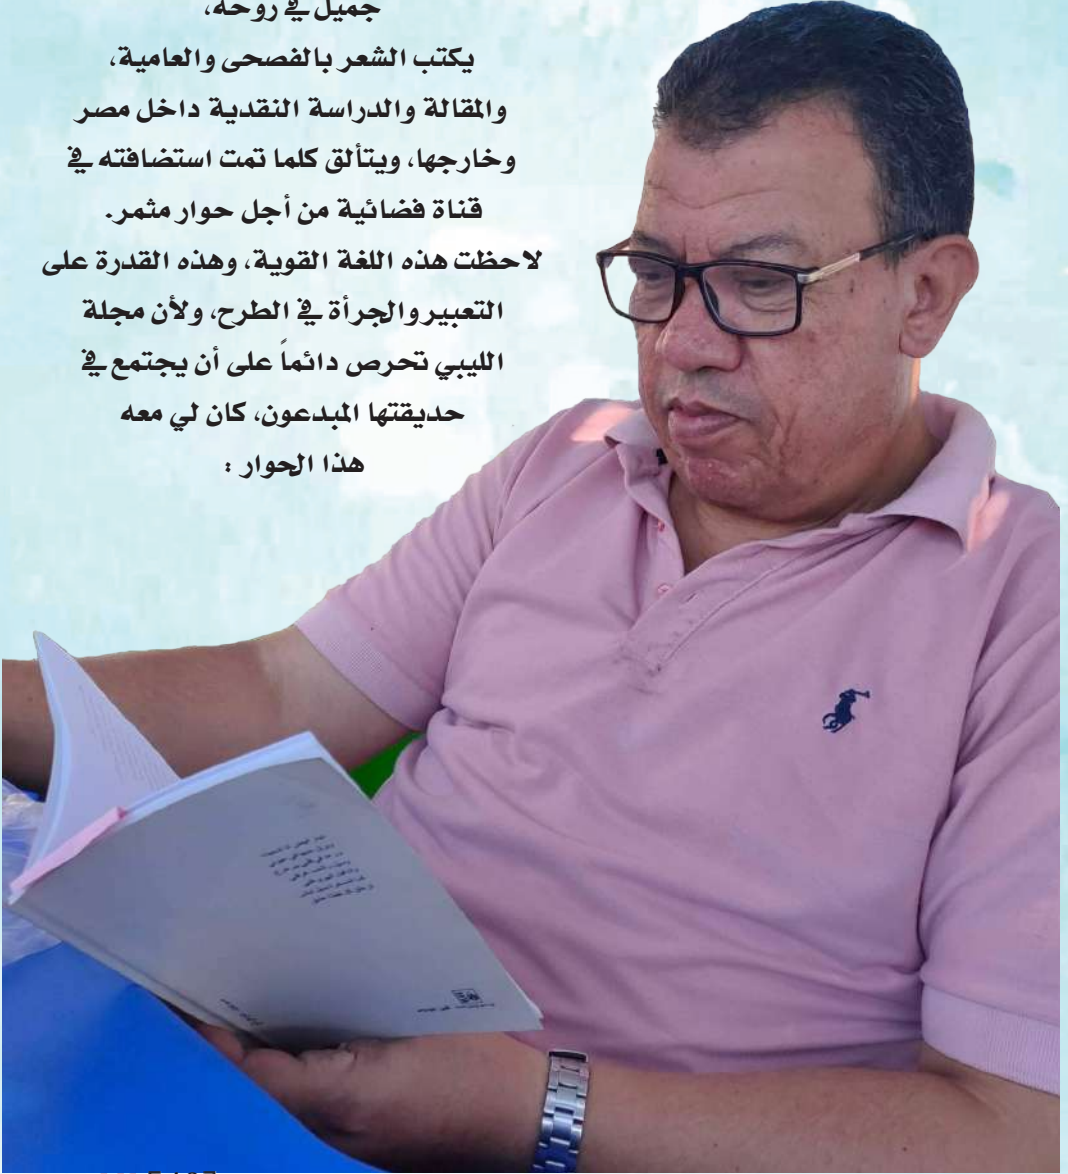 جميل في روحه،
يكتب الشعر بالفصحى والعامية،
والمقالة والدراسة النقدية داخل مصر
وخارجها، ويتألق كلما تمت استضافته في
قناة فضائية من أجل حوار مثمر.
لاحظت هذه اللغة القوية، وهذه القدرة على
التعبير والجرأة في الطرح، ولأن مجلة
الليبي تحرص دائماً على أن يجتمع في
حديقتها المبدعون، كان لي معه
هذا الحوار :